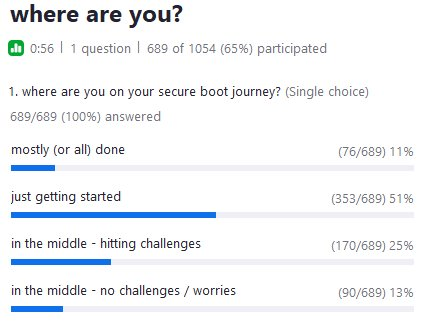 where are you?
0:56 | 1 question | 689 of 1054 (65%) participated
1. where are you on your secure boot journey? (Single choice)
689/689 (100%) answered
mostly (or all) done (76/689) 11%
just getting started (353/689) 51%
in the middle - hitting challenges (170/689) 25%
in the middle - no challenges / worries (90/689) 13%